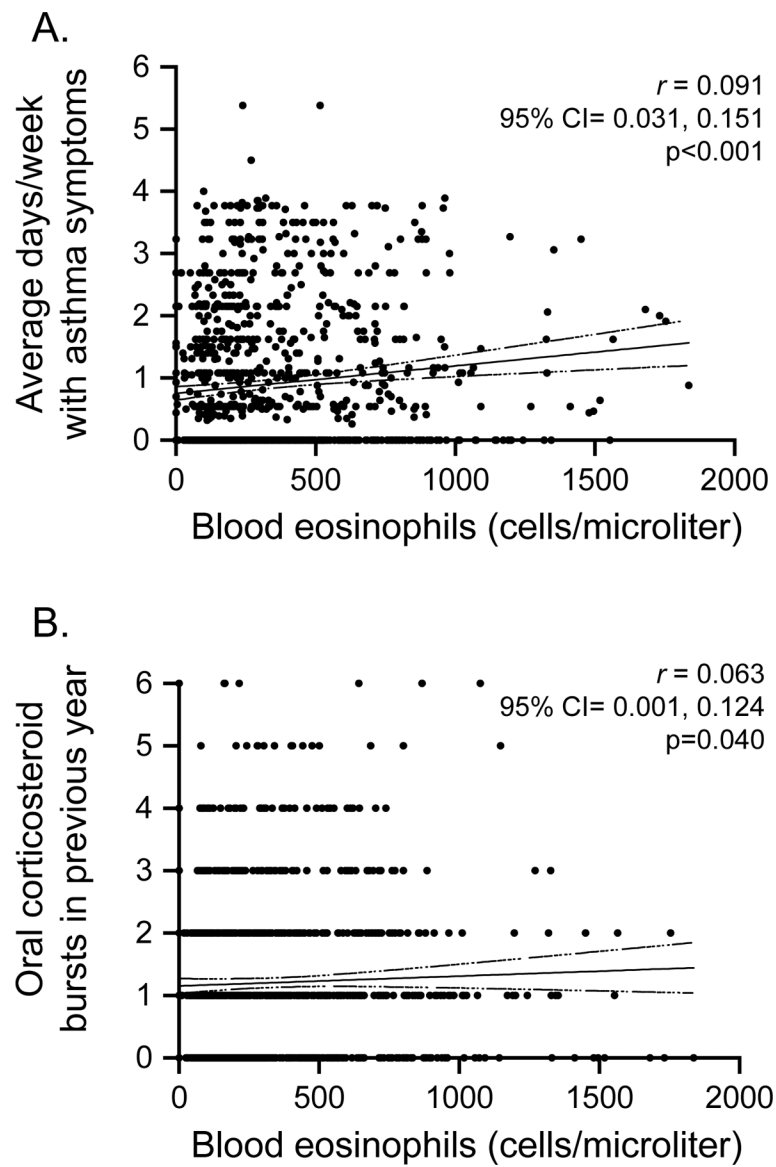 A.
r = 0.091
95% CI= 0.031, 0.151
p<0.001
Average days/week
with asthma symptoms
6
5
4
3
2
1
0
0 500 1000 1500 2000
Blood eosinophils (cells/microliter)
B.
r = 0.063
95% CI= 0.001, 0.124
p=0.040
Oral corticosteroid
bursts in previous year
6
5
4
3
2
1
0
0 500 1000 1500 2000
Blood eosinophils (cells/microliter)